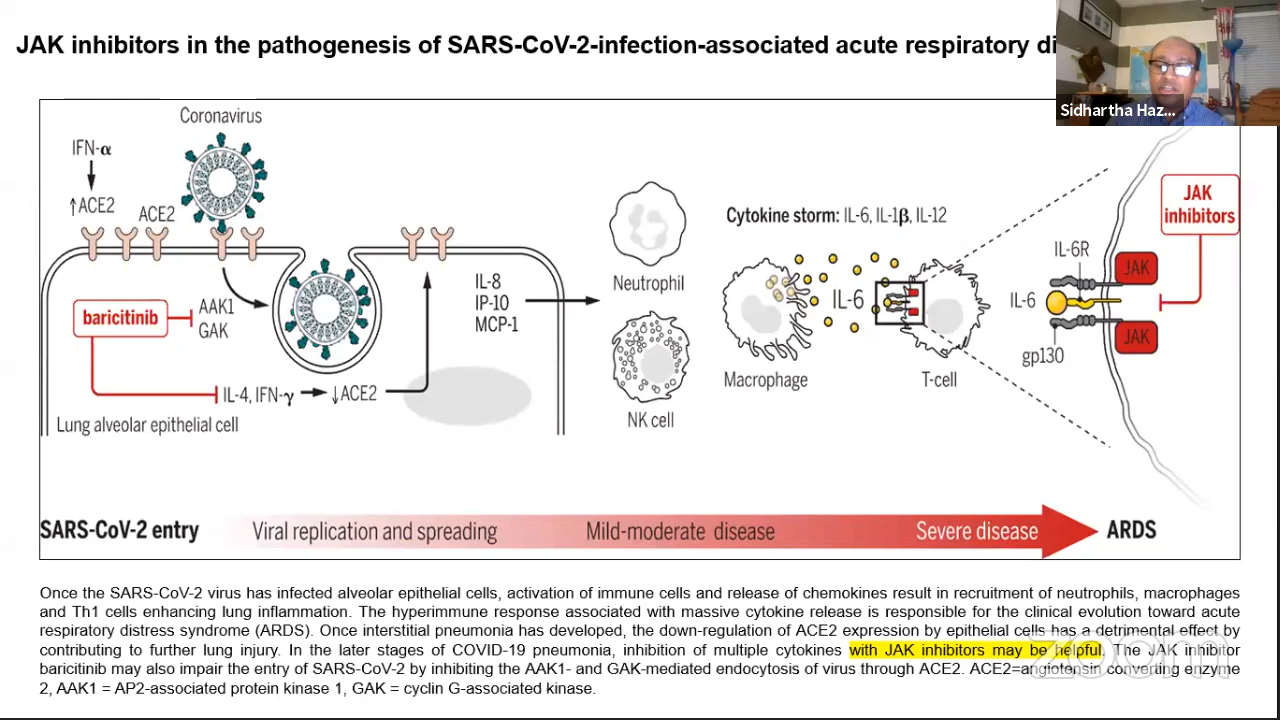 JAK inhibitors in the pathogenesis of SARS-CoV-2-infection-associated acute respiratory
Sidhartha Haz...
Coronavirus
IFN-α
↑ACE2
ACE2
baricitinib
AAK1
GAK
IL-4, IFN-γ
↓ACE2
Lung alveolar epithelial cell
IL-8
IP-10
MCP-1
Neutrophil
NK cell
Cytokine storm: IL-6, IL-1β, IL-12
IL-6
Macrophage
T-cell
JAK
inhibitors
IL-6R
JAK
IL-6
JAK
gp130
SARS-CoV-2 entry
Viral replication and spreading
Mild-moderate disease
Severe disease
ARDS
Once the SARS-CoV-2 virus has infected alveolar epithelial cells, activation of immune cells and release of chemokines result in recruitment of neutrophils, macrophages
and Th1 cells enhancing lung inflammation. The hyperimmune response associated with massive cytokine release is responsible for the clinical evolution toward acute
respiratory distress syndrome (ARDS). Once interstitial pneumonia has developed, the down-regulation of ACE2 expression by epithelial cells has a detrimental effect by
contributing to further lung injury. In the later stages of COVID-19 pneumonia, inhibition of multiple cytokines with JAK inhibitors may be helpful. The JAK inhibitor
baricitinib may also impair the entry of SARS-CoV-2 by inhibiting the AAK1- and GAK-mediated endocytosis of virus through ACE2. ACE2=angiotensin converting enzyme
2, AAK1 = AP2-associated protein kinase 1, GAK = cyclin G-associated kinase.
zoom